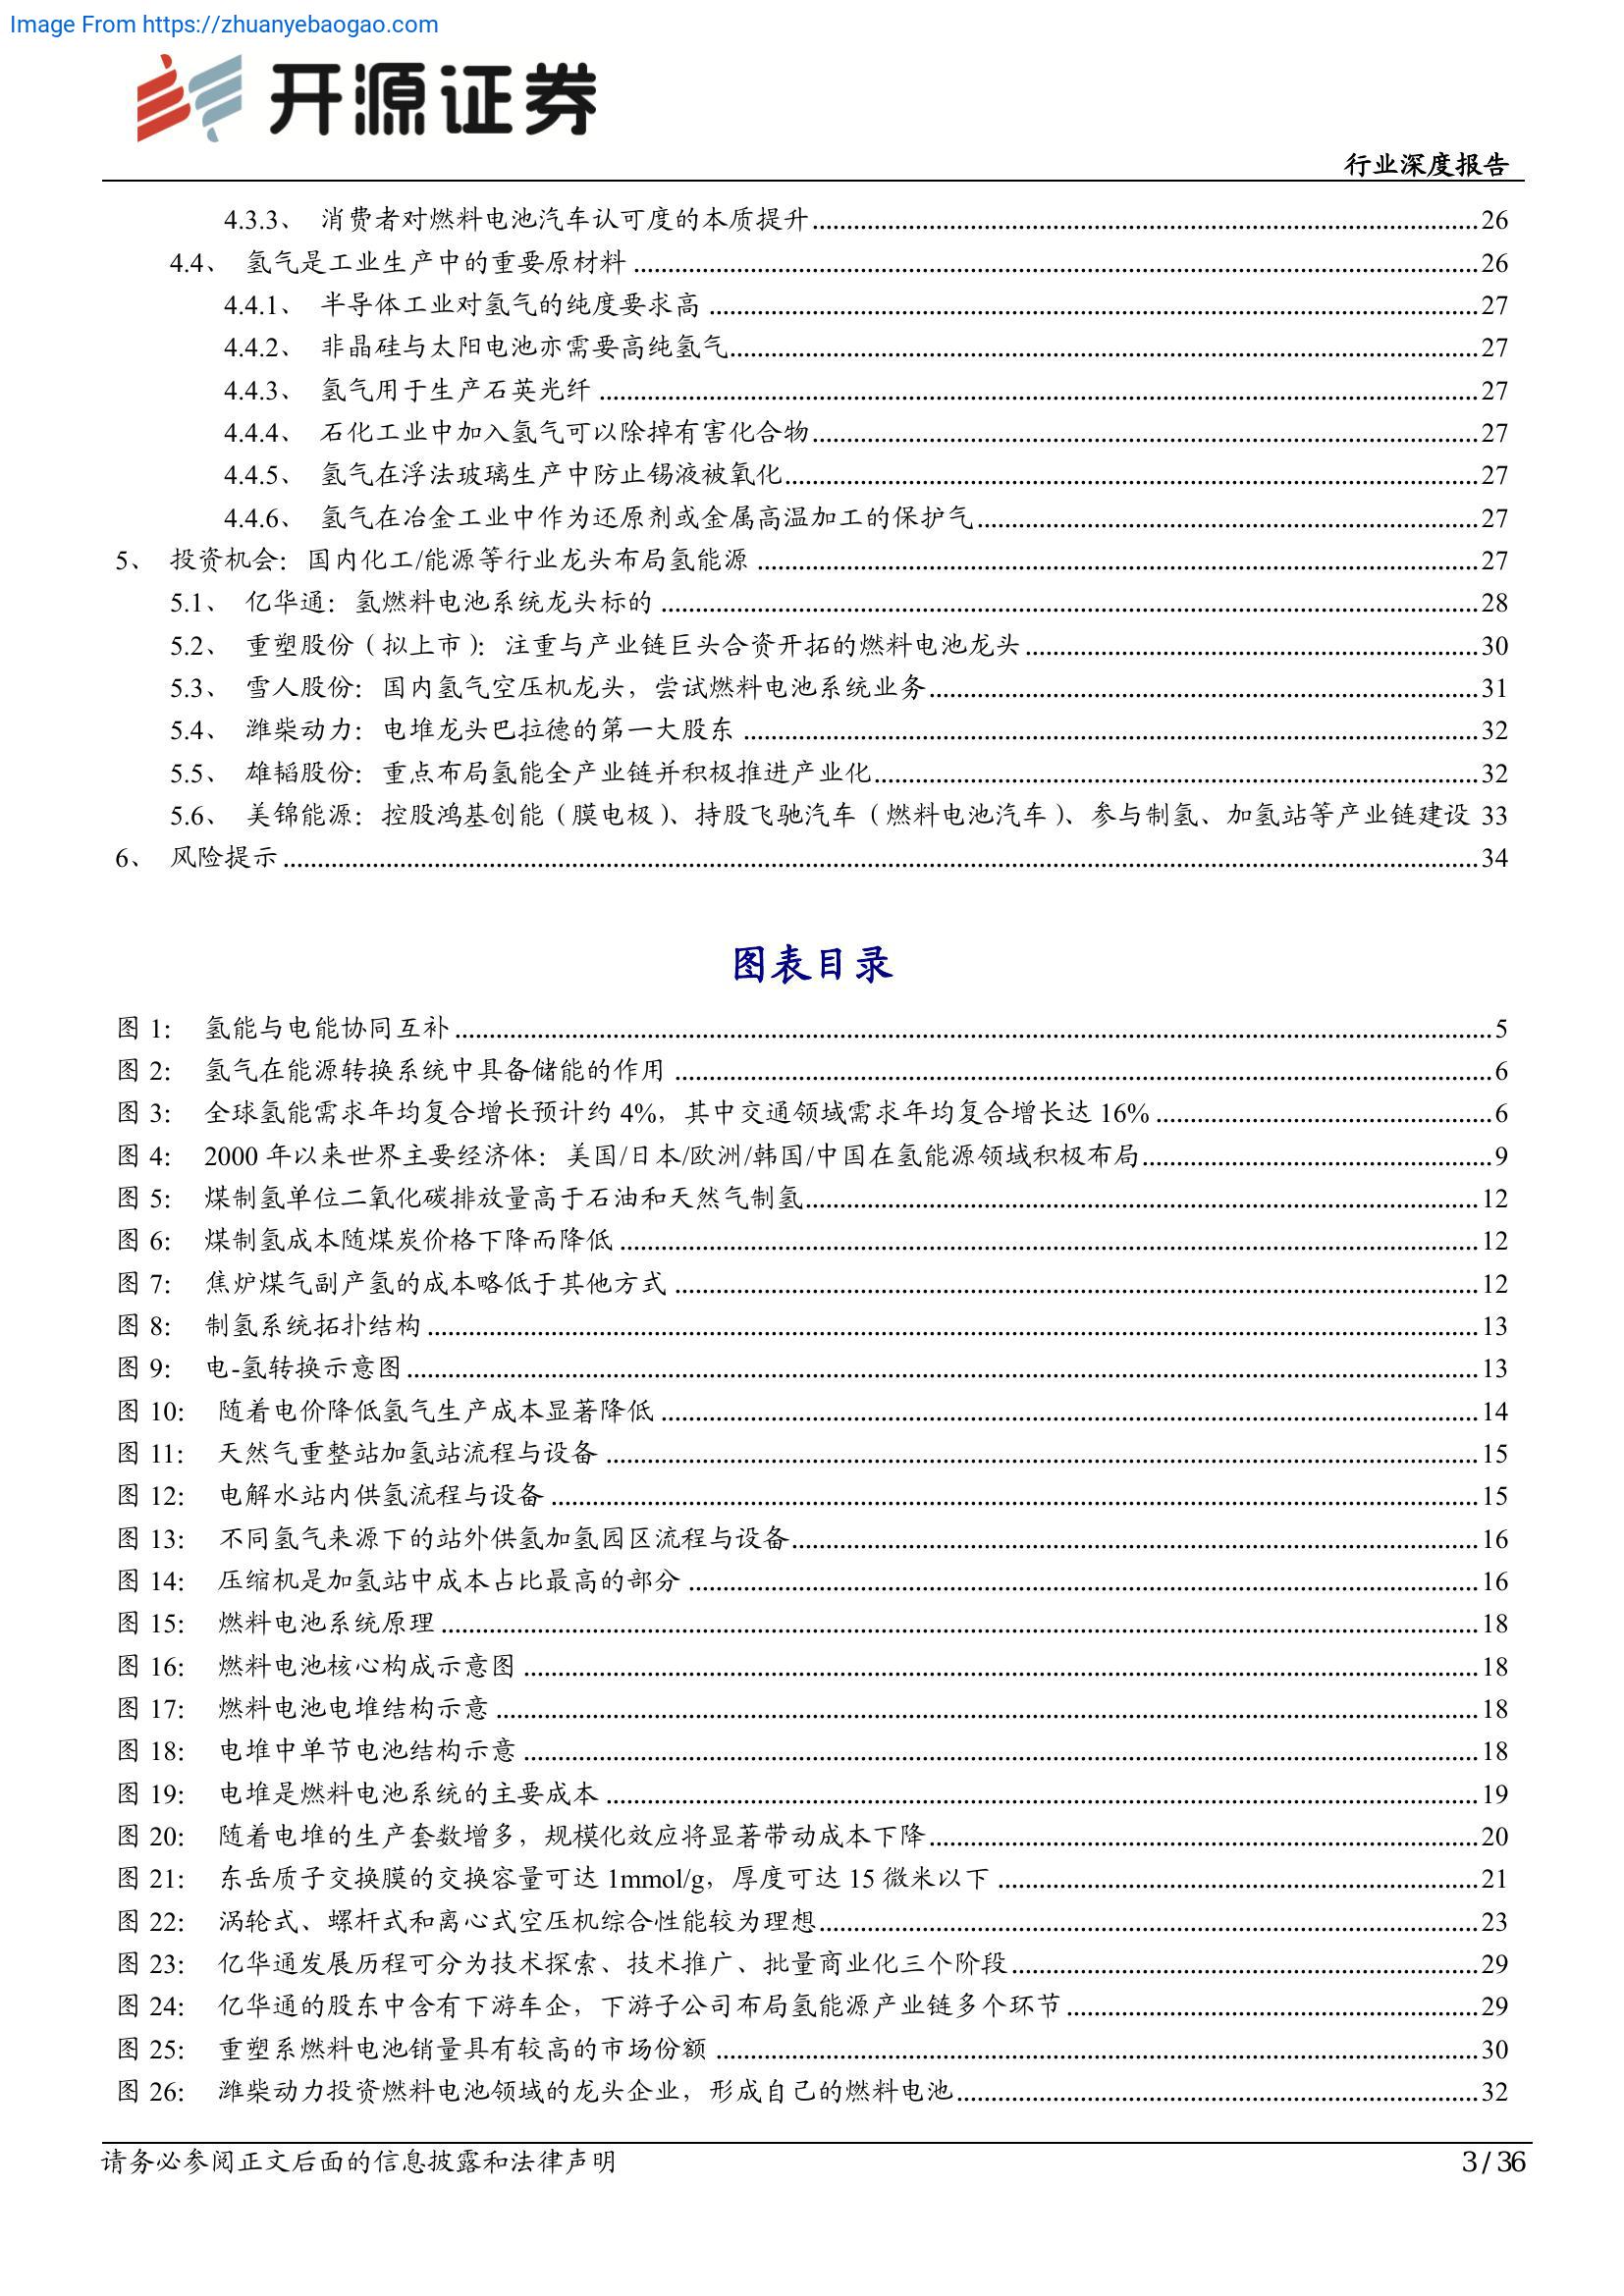 Image From https://zhuanyebaogao.com
开源证券
行业深度报告
4.3.3、 消费者对燃料电池汽车认可度的本质提升 26
4.4、 氢气是工业生产中的重要原材料 26
4.4.1、 半导体工业对氢气的纯度要求高 27
4.4.2、 非晶硅与太阳电池亦需要高纯氢气 27
4.4.3、 氢气用于生产石英光纤 27
4.4.4、 石化工业中加入氢气可以除掉有害化合物 27
4.4.5、 氢气在浮法玻璃生产中防止锡液被氧化 27
4.4.6、 氢气在冶金工业中作为还原剂或金属高温加工的保护气 27
5、 投资机会：国内化工/能源等行业龙头布局氢能源 27
5.1、 亿华通：氢燃料电池系统龙头标的 28
5.2、 重塑股份（拟上市）：注重与产业链巨头合资开拓的燃料电池龙头 30
5.3、 雪人股份：国内氢气空压机龙头，尝试燃料电池系统业务 31
5.4、 潍柴动力：电堆龙头巴拉德的第一大股东 32
5.5、 雄韬股份：重点布局氢能全产业链并积极推进产业化 32
5.6、 美锦能源：控股鸿基创能（膜电极）、持股飞驰汽车（燃料电池汽车）、参与制氢、加氢站等产业链建设 33
6、 风险提示 34
图表目录
图 1： 氢能与电能协同互补 5
图 2： 氢气在能源转换系统中具备储能的作用 6
图 3： 全球氢能需求年均复合增长预计约 4%，其中交通领域需求年均复合增长达 16% 6
图 4： 2000 年以来世界主要经济体：美国/日本/欧洲/韩国/中国在氢能源领域积极布局 9
图 5： 煤制氢单位二氧化碳排放量高于石油和天然气制氢 12
图 6： 煤制氢成本随煤炭价格下降而降低 12
图 7： 焦炉煤气副产氢的成本略低于其他方式 12
图 8： 制氢系统拓扑结构 13
图 9： 电-氢转换示意图 13
图 10： 随着电价降低氢气生产成本显著降低 14
图 11： 天然气重整站加氢站流程与设备 15
图 12： 电解水站内供氢流程与设备 15
图 13： 不同氢气来源下的站外供氢加氢园区流程与设备 16
图 14： 压缩机是加氢站中成本占比最高的部分 16
图 15： 燃料电池系统原理 18
图 16： 燃料电池核心构成示意图 18
图 17： 燃料电池电堆结构示意 18
图 18： 电堆中单节电池结构示意 18
图 19： 电堆是燃料电池系统的主要成本 19
图 20： 随着电堆的生产套数增多，规模化效应将显著带动成本下降 20
图 21： 东岳质子交换膜的交换容量可达 1mmol/g，厚度可达 15 微米以下 21
图 22： 涡轮式、螺杆式和离心式空压机综合性能较为理想 23
图 23： 亿华通发展历程可分为技术探索、技术推广、批量商业化三个阶段 29
图 24： 亿华通的股东中含有下游车企，下游子公司布局氢能源产业链多个环节 29
图 25： 重塑系燃料电池销量具有较高的市场份额 30
图 26： 潍柴动力投资燃料电池领域的龙头企业，形成自己的燃料电池 32
请务必参阅正文后面的信息披露和法律声明 3 / 36